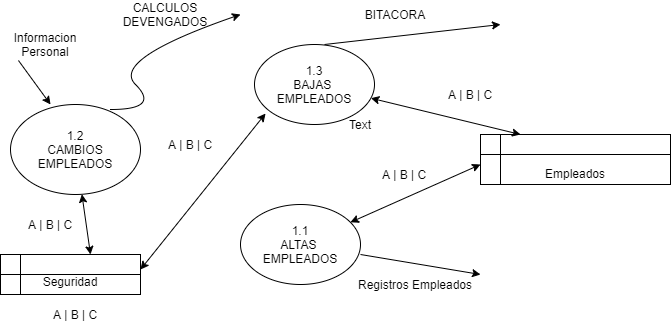 CALCULOS
DEVENGADOS
BITACORA
Informacion
Personal
1.3
BAJAS
EMPLEADOS
A | B | C
Text
1.2
CAMBIOS
EMPLEADOS
A | B | C
Empleados
A | B | C
A | B | C
1.1
ALTAS
EMPLEADOS
Seguridad
Registros Empleados
A | B | C